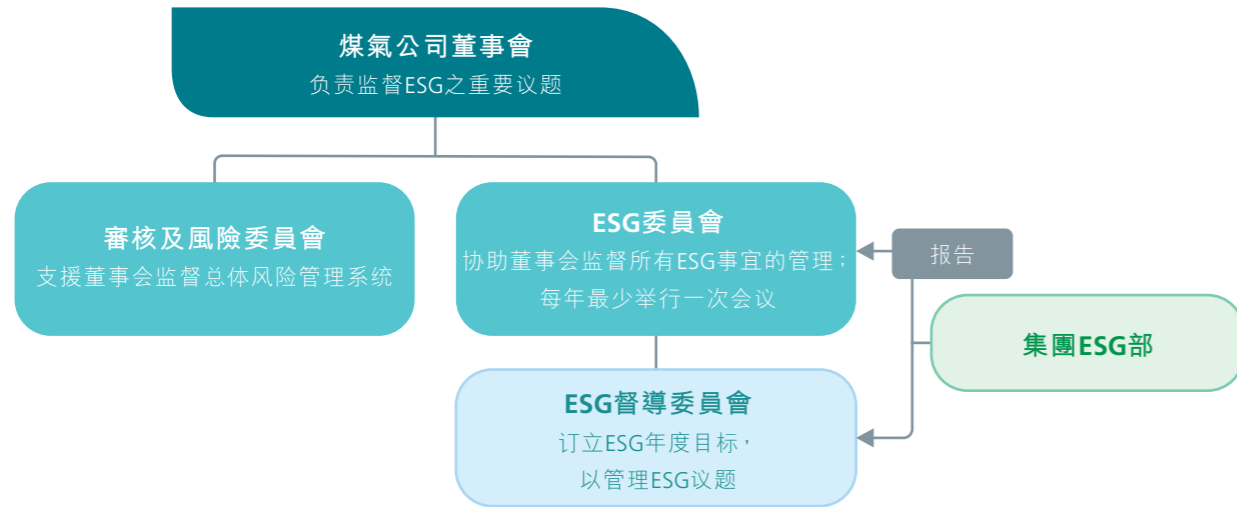 煤氣公司董事會
负责监督ESG之重要议题
審核及風險委員會
支援董事会监督总体风险管理系统
ESG委員會
协助董事会监督所有ESG事宜的管理；
每年最少举行一次会议
报告
集團ESG部
ESG督導委員會
订立ESG年度目标，
以管理ESG议题